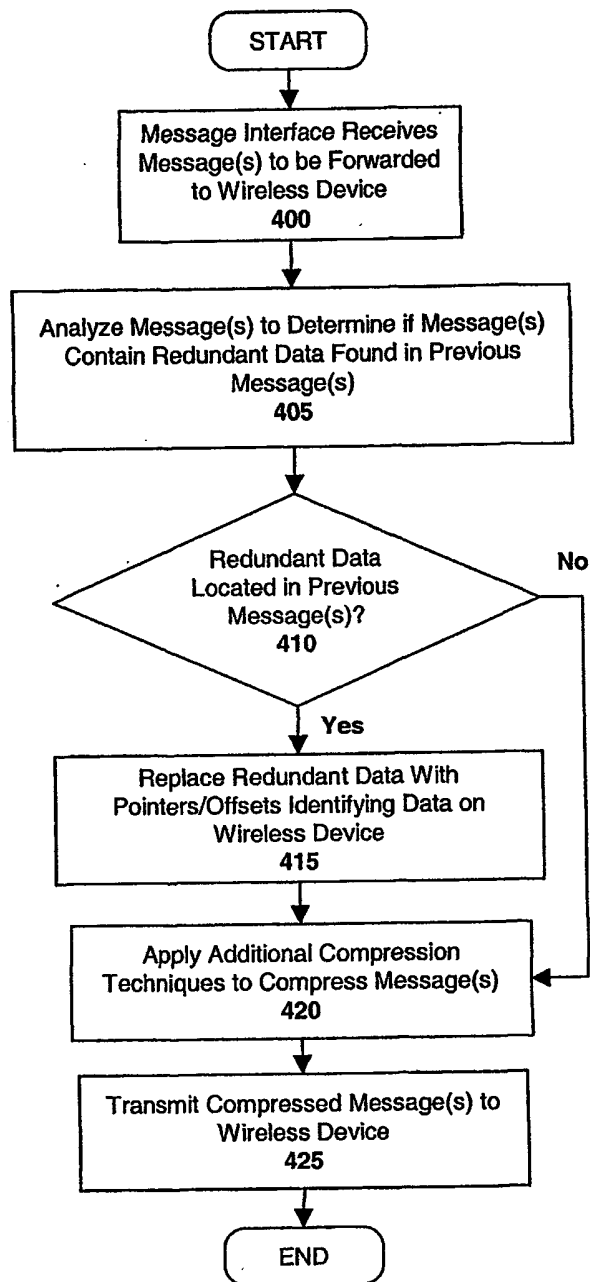 START
Message Interface Receives
Message(s) to be Forwarded
to Wireless Device
400
Analyze Message(s) to Determine if Message(s)
Contain Redundant Data Found in Previous
Message(s)
405
Redundant Data
Located in Previous
Message(s)?
410
No
Yes
Replace Redundant Data With
Pointers/Offsets Identifying Data on
Wireless Device
415
Apply Additional Compression
Techniques to Compress Message(s)
420
Transmit Compressed Message(s) to
Wireless Device
425
END